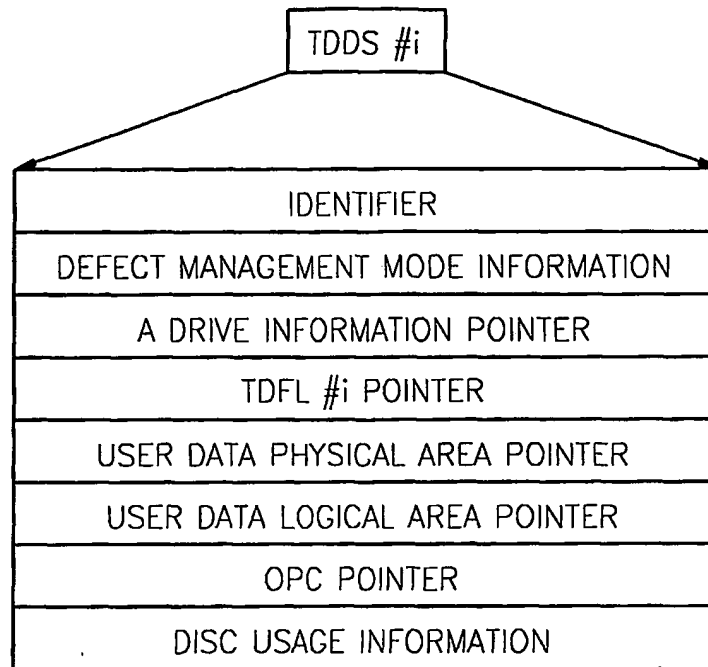 TDDS #i
IDENTIFIER
DEFECT MANAGEMENT MODE INFORMATION
A DRIVE INFORMATION POINTER
TDFL #i POINTER
USER DATA PHYSICAL AREA POINTER
USER DATA LOGICAL AREA POINTER
OPC POINTER
DISC USAGE INFORMATION